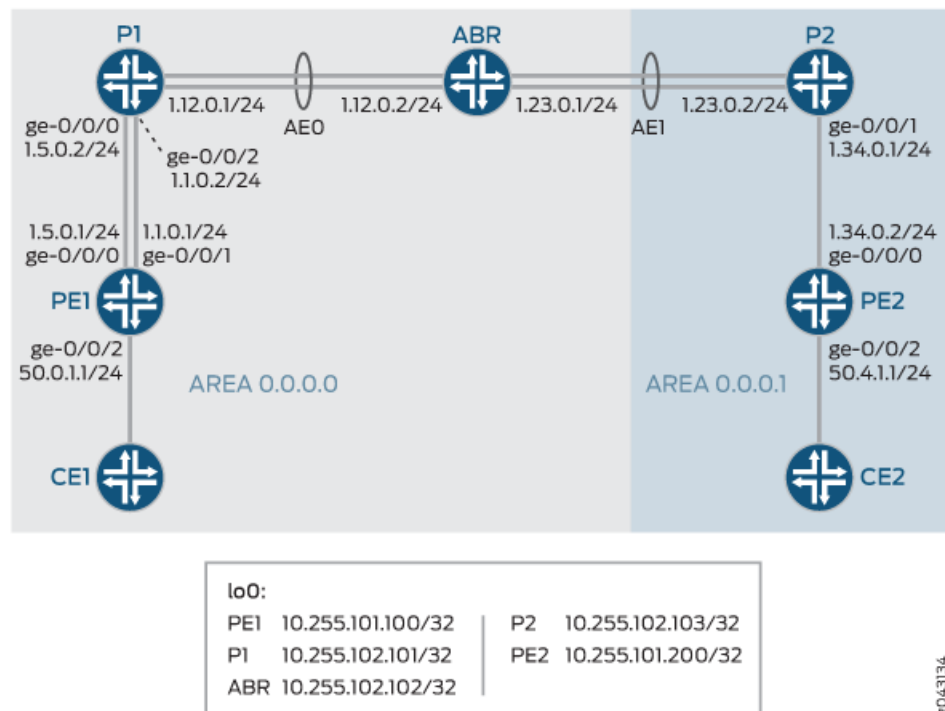 P1
ABR
P2
1.12.0.1/24
AE0
1.12.0.2/24
1.23.0.1/24
AE1
1.23.0.2/24
ge-0/0/0
1.5.0.2/24
ge-0/0/2
1.1.0.2/24
ge-0/0/1
1.34.0.1/24
1.5.0.1/24
ge-0/0/0
1.1.0.1/24
ge-0/0/1
1.34.0.2/24
ge-0/0/0
PE1
PE2
ge-0/0/2
50.0.1.1/24
AREA 0.0.0.0
AREA 0.0.0.1
ge-0/0/2
50.4.1.1/24
CE1
CE2
lo0:
PE1 10.255.101.100/32
P2 10.255.102.103/32
P1 10.255.102.101/32
PE2 10.255.101.200/32
ABR 10.255.102.102/32
g043134